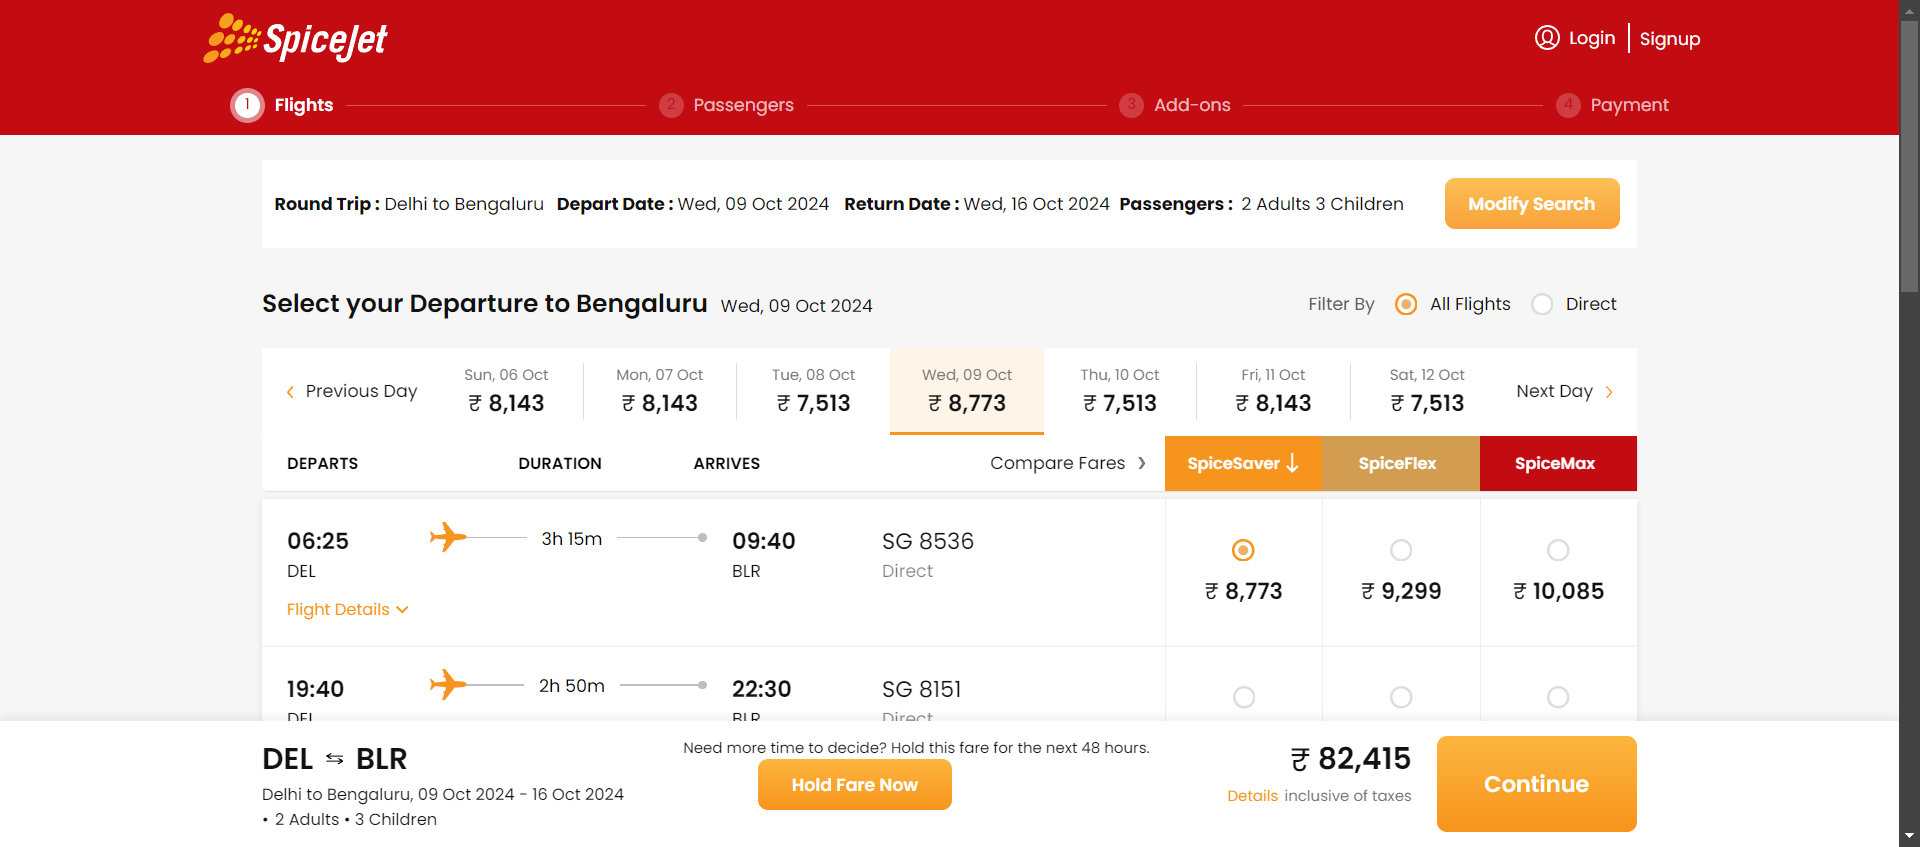 SpiceJet
Login Signup
1 Flights 2 Passengers 3 Add-ons 4 Payment
Round Trip : Delhi to Bengaluru Depart Date : Wed, 09 Oct 2024 Return Date : Wed, 16 Oct 2024 Passengers : 2 Adults 3 Children Modify Search
Select your Departure to Bengaluru Wed, 09 Oct 2024 Filter By All Flights Direct
Previous Day
Sun, 06 Oct
₹ 8,143
Mon, 07 Oct
₹ 8,143
Tue, 08 Oct
₹ 7,513
Wed, 09 Oct
₹ 8,773
Thu, 10 Oct
₹ 7,513
Fri, 11 Oct
₹ 8,143
Sat, 12 Oct
₹ 7,513
Next Day
DEPARTS DURATION ARRIVES Compare Fares SpiceSaver SpiceFlex SpiceMax
06:25 3h 15m 09:40 SG 8536
DEL BLR Direct
₹ 8,773 ₹ 9,299 ₹ 10,085
Flight Details
19:40 2h 50m 22:30 SG 8151
DEL BLR Direct
DEL BLR
Delhi to Bengaluru, 09 Oct 2024 - 16 Oct 2024
• 2 Adults • 3 Children
Need more time to decide? Hold this fare for the next 48 hours.
Hold Fare Now
₹ 82,415
Details inclusive of taxes
Continue